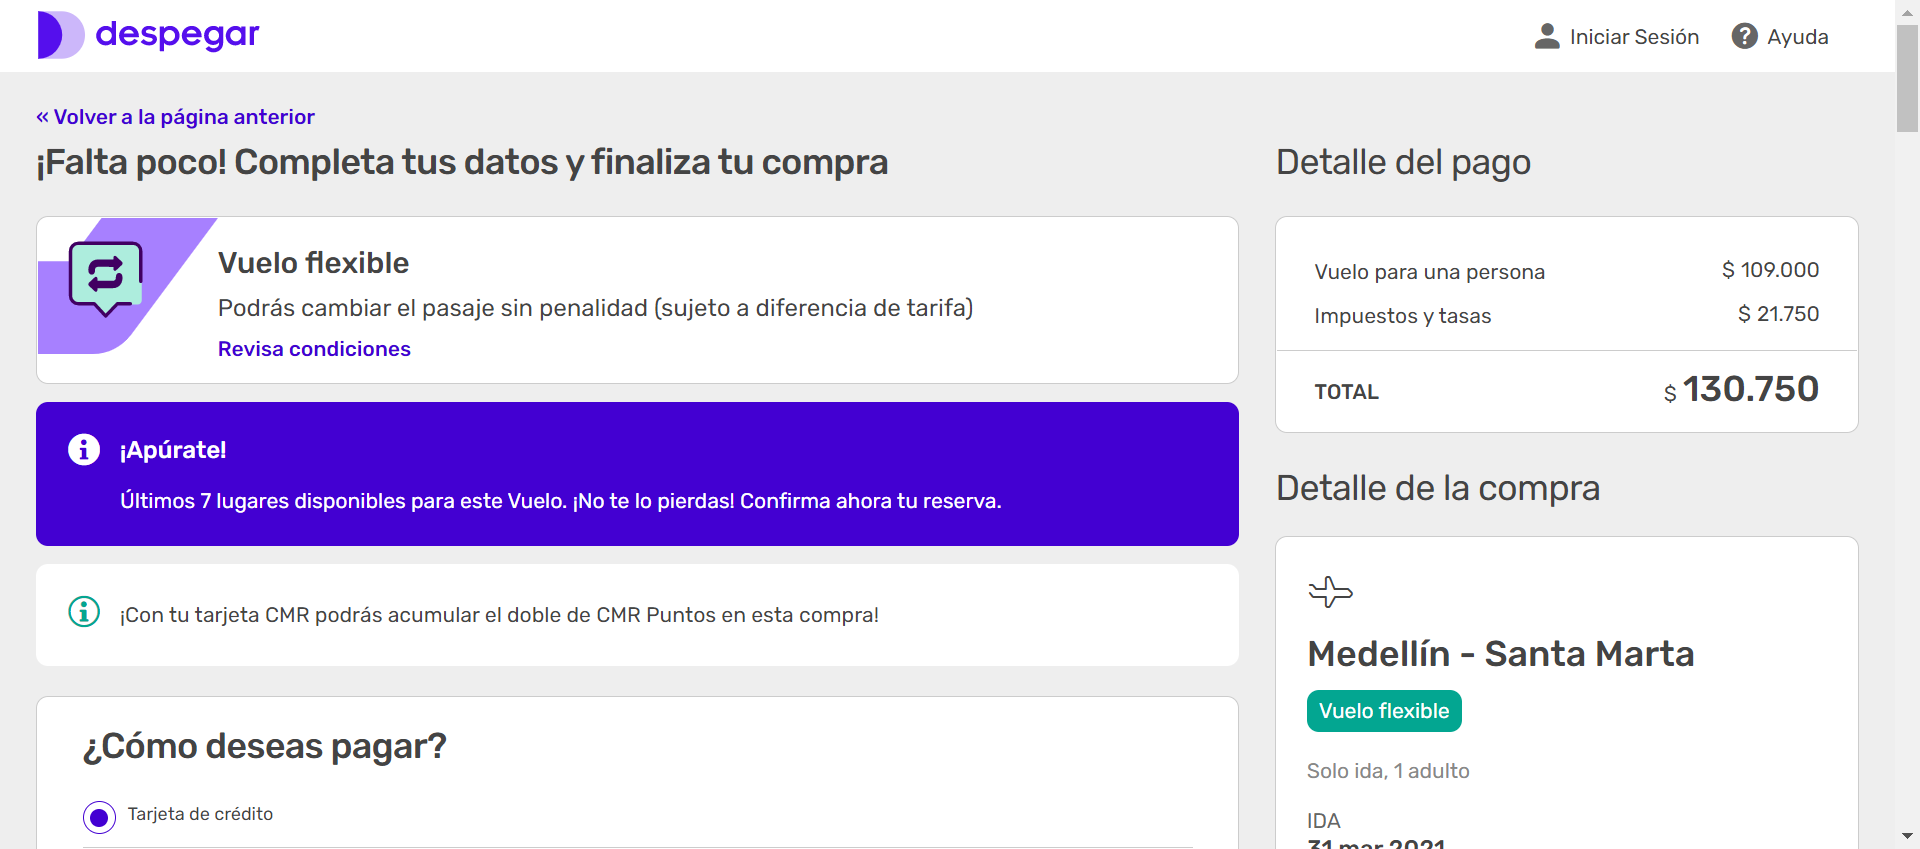 despegar
Iniciar Sesión
Ayuda
« Volver a la página anterior
¡Falta poco! Completa tus datos y finaliza tu compra
Vuelo flexible
Podrás cambiar el pasaje sin penalidad (sujeto a diferencia de tarifa)
Revisa condiciones
¡Apúrate!
Últimos 7 lugares disponibles para este Vuelo. ¡No te lo pierdas! Confirma ahora tu reserva.
¡Con tu tarjeta CMR podrás acumular el doble de CMR Puntos en esta compra!
¿Cómo deseas pagar?
Tarjeta de crédito
Detalle del pago
Vuelo para una persona $ 109.000
Impuestos y tasas $ 21.750
TOTAL $ 130.750
Detalle de la compra
Medellín - Santa Marta
Vuelo flexible
Solo ida, 1 adulto
IDA
31 mar 2021